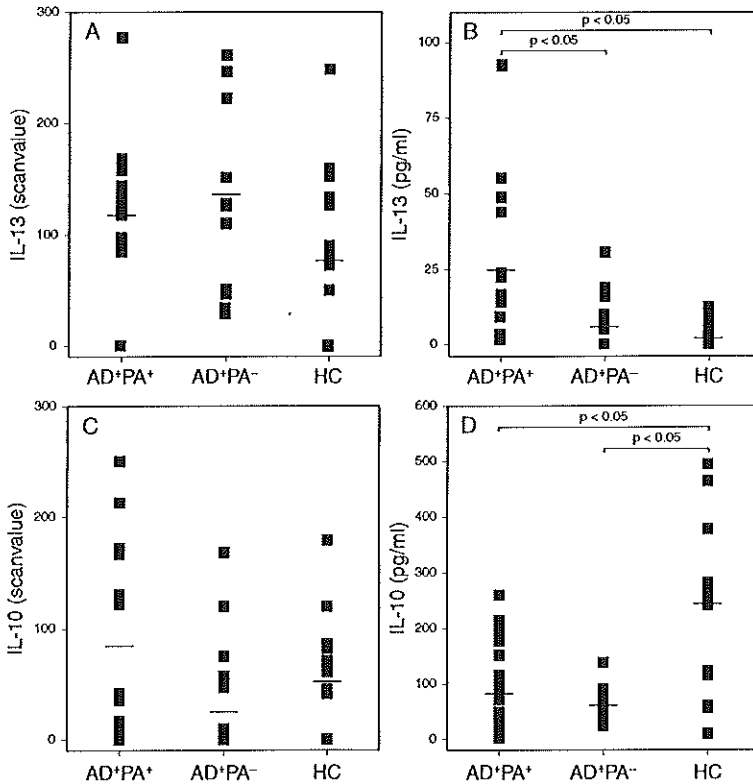 A
IL-13 (scanvalue)
300
200
100
0
AD⁺PA⁺ AD⁺PA⁻ HC
B
p < 0.05
p < 0.05
IL-13 (pg/ml)
100
75
50
25
0
AD⁺PA⁺ AD⁺PA⁻ HC
C
IL-10 (scanvalue)
300
200
100
0
AD⁺PA⁺ AD⁺PA⁻ HC
D
p < 0.05
p < 0.05
IL-10 (pg/ml)
600
500
400
300
200
100
0
AD⁺PA⁺ AD⁺PA⁻ HC